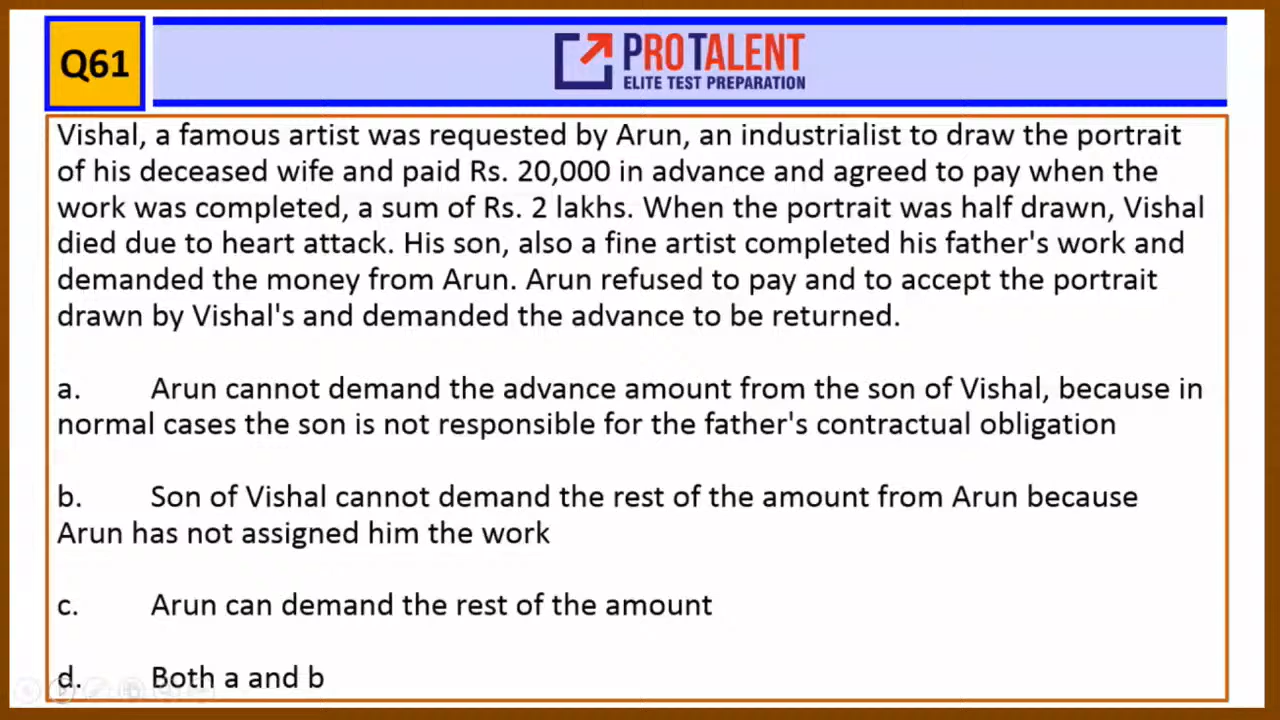 Q61
PROTALENT
ELITE TEST PREPARATION
Vishal, a famous artist was requested by Arun, an industrialist to draw the portrait
of his deceased wife and paid Rs. 20,000 in advance and agreed to pay when the
work was completed, a sum of Rs. 2 lakhs. When the portrait was half drawn, Vishal
died due to heart attack. His son, also a fine artist completed his father's work and
demanded the money from Arun. Arun refused to pay and to accept the portrait
drawn by Vishal's and demanded the advance to be returned.
a. Arun cannot demand the advance amount from the son of Vishal, because in
normal cases the son is not responsible for the father's contractual obligation
b. Son of Vishal cannot demand the rest of the amount from Arun because
Arun has not assigned him the work
c. Arun can demand the rest of the amount
d. Both a and b